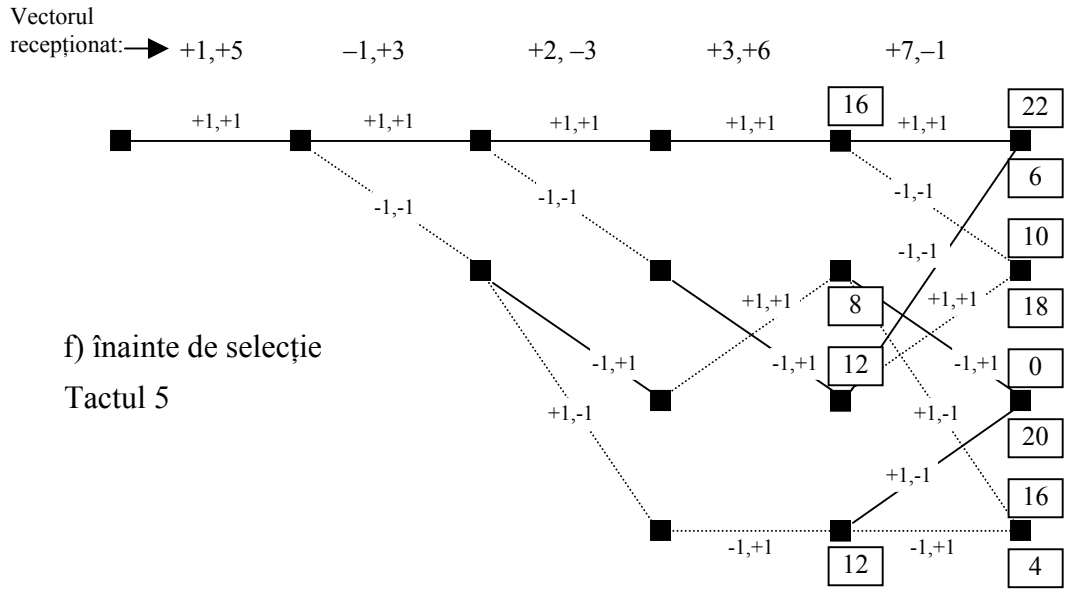 Vectorul
recepționat: +1,+5 –1,+3 +2, –3 +3,+6 +7,–1
16 22
+1,+1 +1,+1 +1,+1 +1,+1 +1,+1
6
-1,-1 -1,-1 -1,-1
10
-1,-1
+1,+1 +1,+1
8 18
f) înainte de selecție
12 0
-1,+1 -1,+1 -1,+1
Tactul 5
+1,-1 +1,-1
20
+1,-1
16
-1,+1 -1,+1
12 4